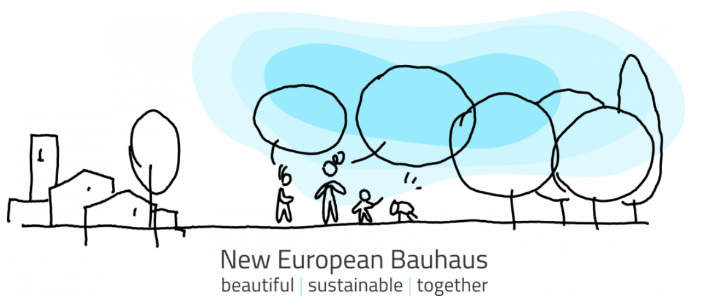 New European Bauhaus
beautiful | sustainable | together